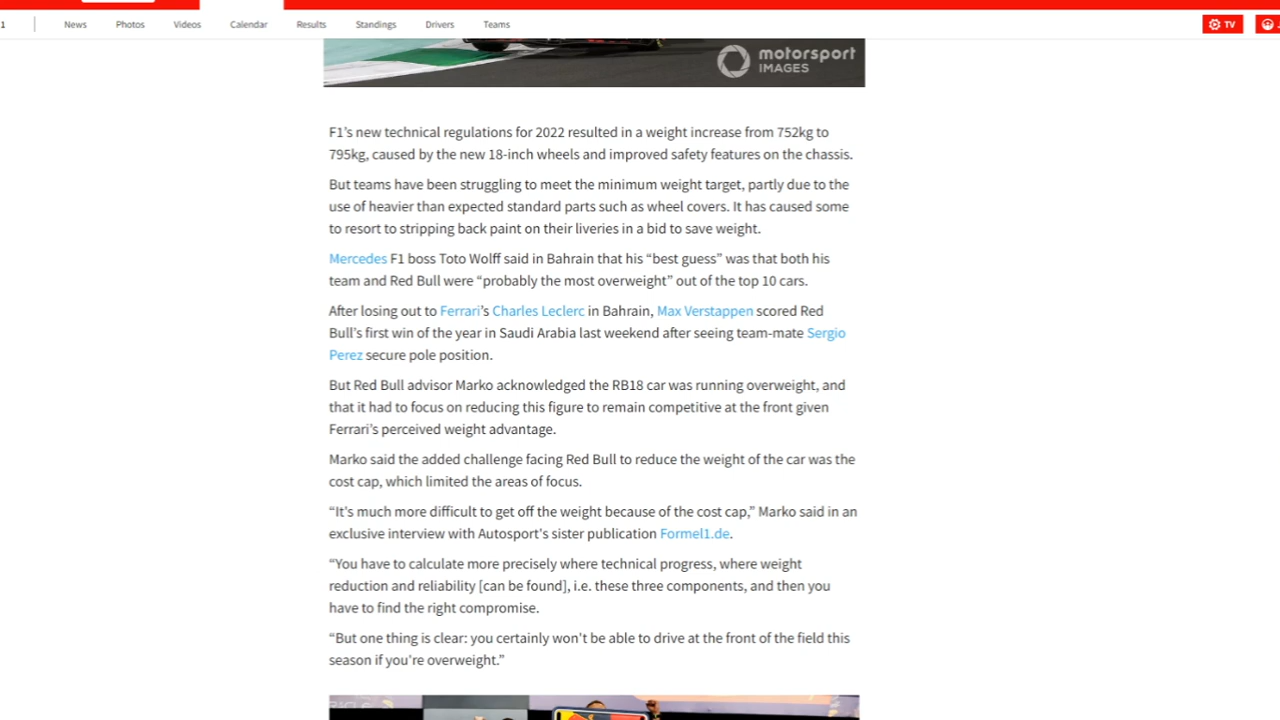 1
News
Photos
Videos
Calendar
Results
Standings
Drivers
Teams
TV
motorsport
IMAGES
F1’s new technical regulations for 2022 resulted in a weight increase from 752kg to
795kg, caused by the new 18-inch wheels and improved safety features on the chassis.
But teams have been struggling to meet the minimum weight target, partly due to the
use of heavier than expected standard parts such as wheel covers. It has caused some
to resort to stripping back paint on their liveries in a bid to save weight.
Mercedes F1 boss Toto Wolff said in Bahrain that his “best guess” was that both his
team and Red Bull were “probably the most overweight” out of the top 10 cars.
After losing out to Ferrari’s Charles Leclerc in Bahrain, Max Verstappen scored Red
Bull’s first win of the year in Saudi Arabia last weekend after seeing team-mate Sergio
Perez secure pole position.
But Red Bull advisor Marko acknowledged the RB18 car was running overweight, and
that it had to focus on reducing this figure to remain competitive at the front given
Ferrari’s perceived weight advantage.
Marko said the added challenge facing Red Bull to reduce the weight of the car was the
cost cap, which limited the areas of focus.
“It’s much more difficult to get off the weight because of the cost cap,” Marko said in an
exclusive interview with Autosport’s sister publication Formel1.de.
“You have to calculate more precisely where technical progress, where weight
reduction and reliability [can be found], i.e. these three components, and then you
have to find the right compromise.
“But one thing is clear: you certainly won’t be able to drive at the front of the field this
season if you’re overweight.”